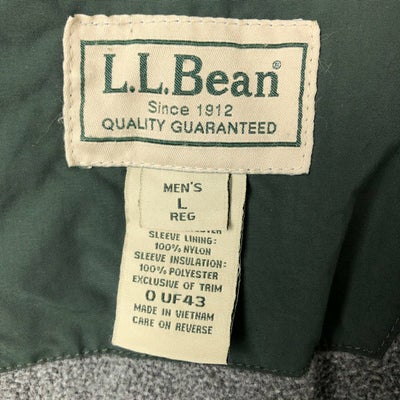 L.L.Bean®
Since 1912
QUALITY GUARANTEED
MEN'S
L
REG
SLEEVE LINING:
100% NYLON
SLEEVE INSULATION:
100% POLYESTER
EXCLUSIVE OF TRIM
0 UF43
MADE IN VIETNAM
CARE ON REVERSE